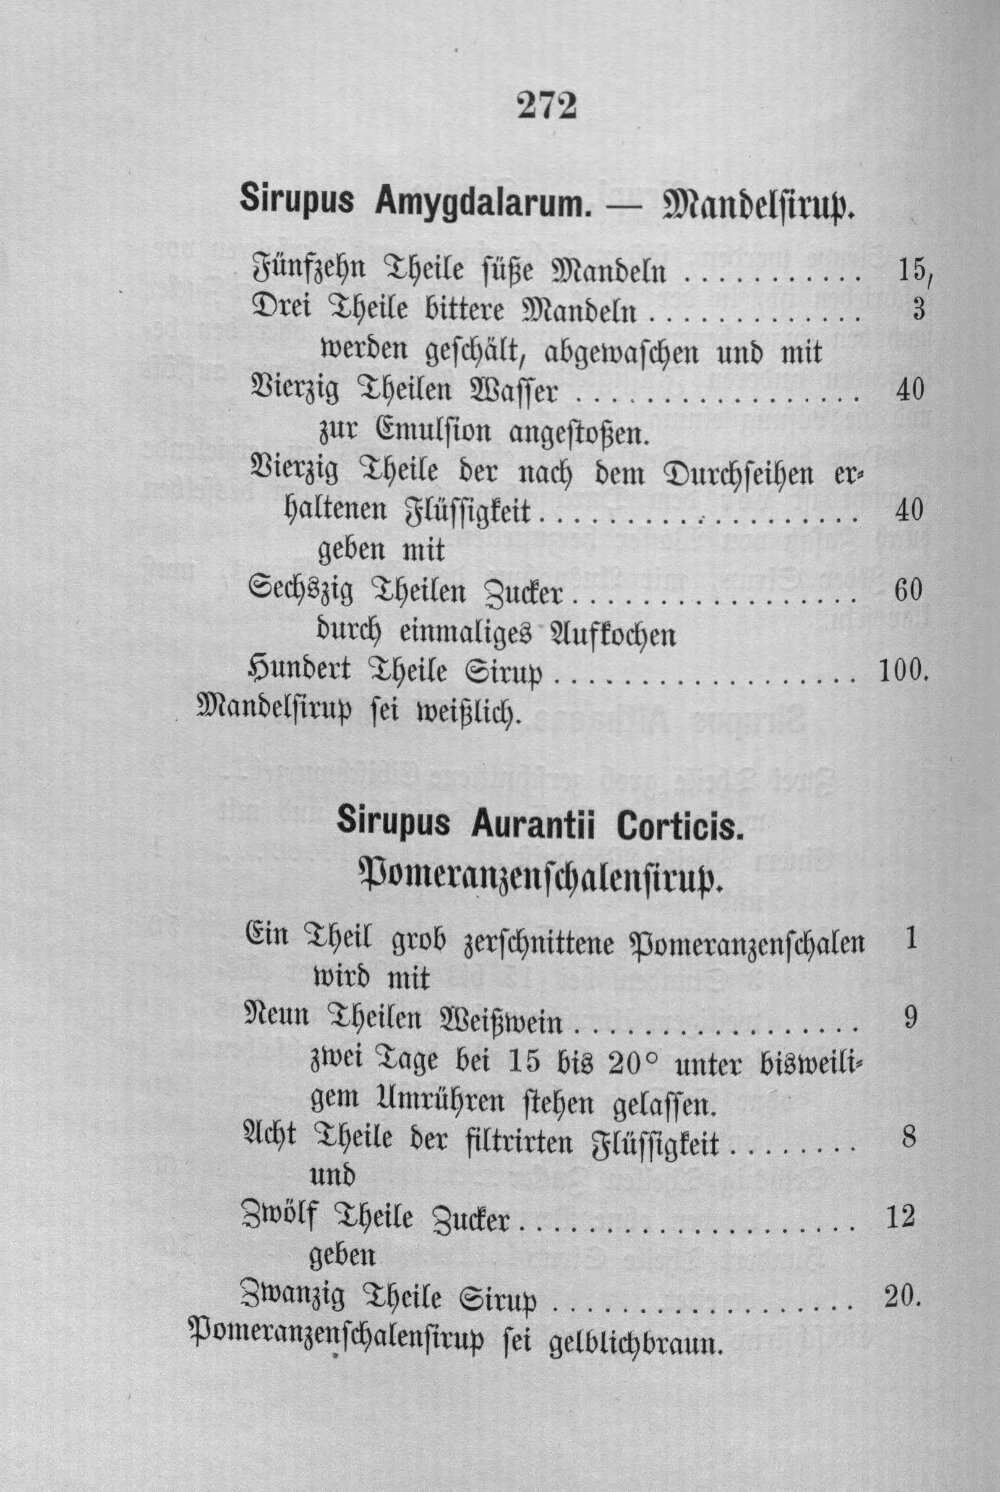 272
Sirupus Amygdalarum. — Mandelsirup.
Fünfzehn Theile süße Mandeln . . . . . . . . . . . 15,
Drei Theile bittere Mandeln . . . . . . . . . . . . . 3
werden geschält, abgewaschen und mit
Vierzig Theilen Wasser . . . . . . . . . . . . . . . . . 40
zur Emulsion angestoßen.
Vierzig Theile der nach dem Durchseihen er-
haltenen Flüssigkeit . . . . . . . . . . . . . . . . . . . 40
geben mit
Sechszig Theilen Zucker . . . . . . . . . . . . . . . . . 60
durch einmaliges Aufkochen
Hundert Theile Sirup . . . . . . . . . . . . . . . . . . 100.
Mandelsirup sei weißlich.
Sirupus Aurantii Corticis.
Pomeranzenschalensirup.
Ein Theil grob zerschnittene Pomeranzenschalen 1
wird mit
Neun Theilen Weißwein . . . . . . . . . . . . . . . . . 9
zwei Tage bei 15 bis 20° unter bisweili-
gem Umrühren stehen gelassen.
Acht Theile der filtrirten Flüssigkeit . . . . . . . . 8
und
Zwölf Theile Zucker . . . . . . . . . . . . . . . . . . . . 12
geben
Zwanzig Theile Sirup . . . . . . . . . . . . . . . . . . 20.
Pomeranzenschalensirup sei gelblichbraun.